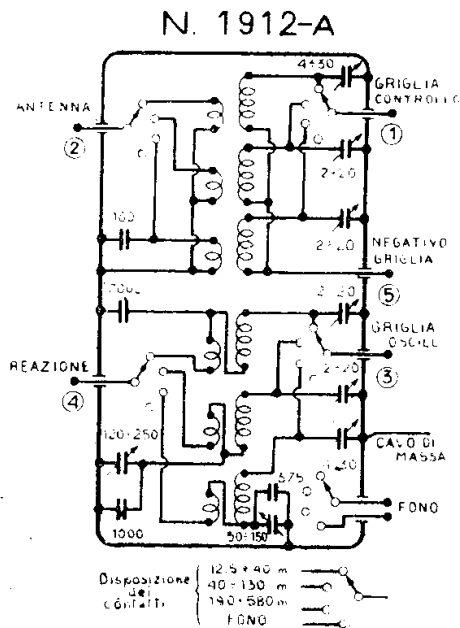 N. 1912-A
4÷30
ANTENNA
GRIGLIA
CONTROLLO
②
①
2÷20
100
2÷20
NEGATIVO
GRIGLIA
⑤
2÷20
GRIGLIA
OSCILL
REAZIONE
④
③
2÷20
120÷250
CAVO DI
MASSA
4÷30
375
FONO
1000
50÷150
Disposizione
dei
contatti
12.5÷40 m
40÷130 m
190÷580 m
FONO